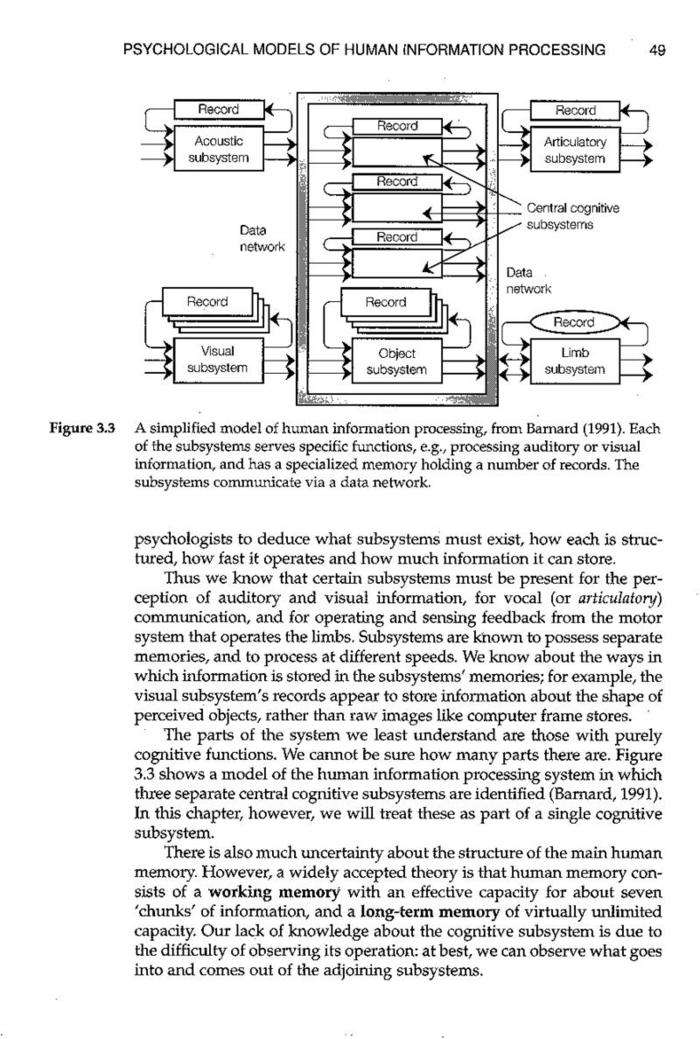 PSYCHOLOGICAL MODELS OF HUMAN INFORMATION PROCESSING 49
Record
Acoustic
subsystem
Record
Record
Articulatory
subsystem
Record
Central cognitive
subsystems
Data
network
Record
Data
network
Record
Visual
subsystem
Record
Object
subsystem
Record
Limb
subsystem
Figure 3.3 A simplified model of human information processing, from Barnard (1991). Each
of the subsystems serves specific functions, e.g., processing auditory or visual
information, and has a specialized memory holding a number of records. The
subsystems communicate via a data network.
psychologists to deduce what subsystems must exist, how each is struc-
tured, how fast it operates and how much information it can store.
Thus we know that certain subsystems must be present for the per-
ception of auditory and visual information, for vocal (or articulatory)
communication, and for operating and sensing feedback from the motor
system that operates the limbs. Subsystems are known to possess separate
memories, and to process at different speeds. We know about the ways in
which information is stored in the subsystems' memories; for example, the
visual subsystem's records appear to store information about the shape of
perceived objects, rather than raw images like computer frame stores.
The parts of the system we least understand are those with purely
cognitive functions. We cannot be sure how many parts there are. Figure
3.3 shows a model of the human information processing system in which
three separate central cognitive subsystems are identified (Barnard, 1991).
In this chapter, however, we will treat these as part of a single cognitive
subsystem.
There is also much uncertainty about the structure of the main human
memory. However, a widely accepted theory is that human memory con-
sists of a working memory with an effective capacity for about seven
'chunks' of information, and a long-term memory of virtually unlimited
capacity. Our lack of knowledge about the cognitive subsystem is due to
the difficulty of observing its operation: at best, we can observe what goes
into and comes out of the adjoining subsystems.